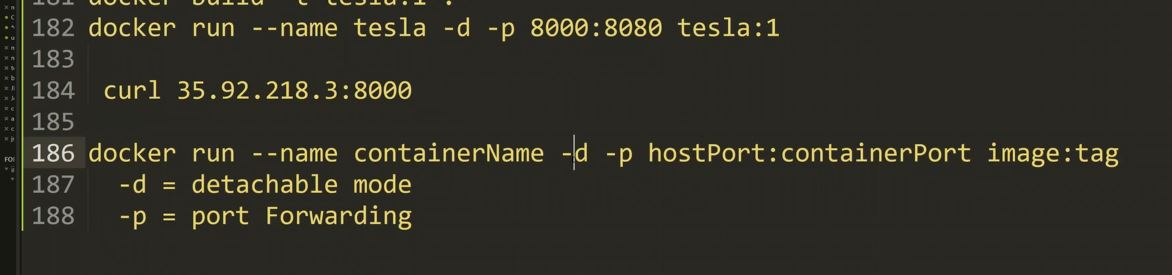 181 docker build -t tesla:1 .
182 docker run --name tesla -d -p 8000:8080 tesla:1
183
184 curl 35.92.218.3:8000
185
186 docker run --name containerName -d -p hostPort:containerPort image:tag
187 -d = detachable mode
188 -p = port Forwarding